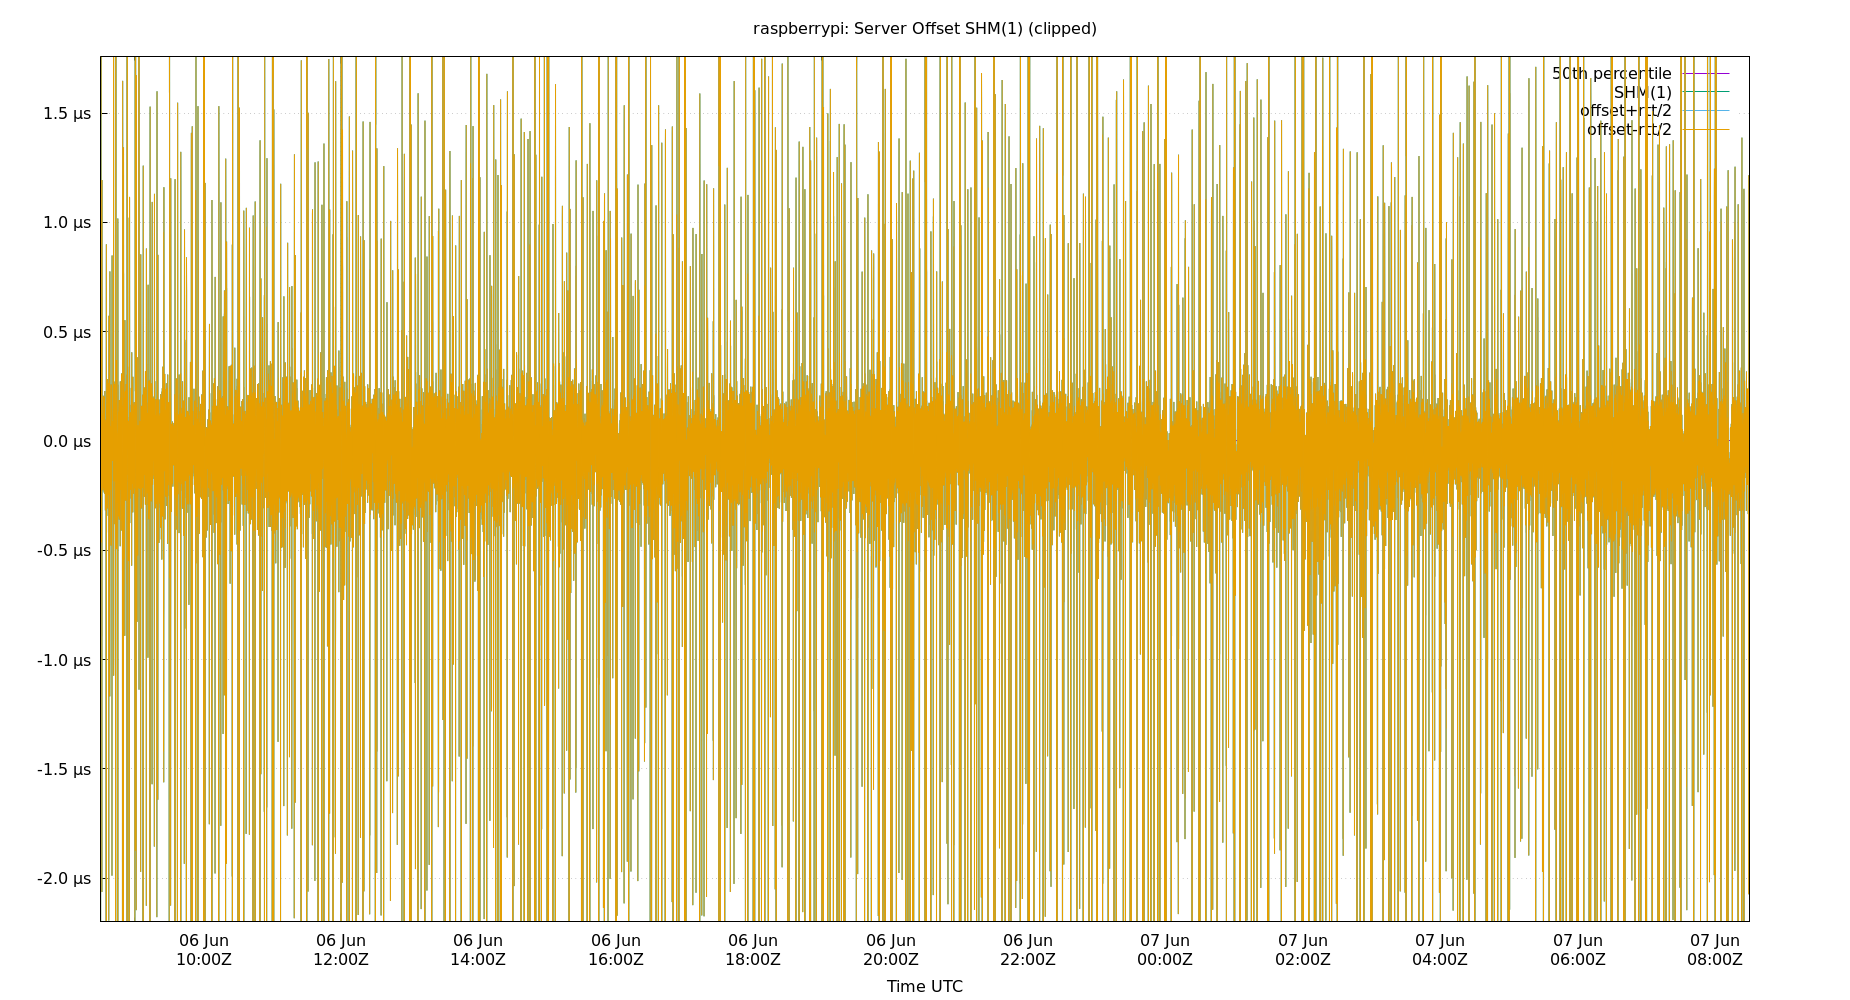 raspberrypi: Server Offset SHM(1) (clipped)
50th percentile
SHM(1)
offset+rtt/2
offset-rtt/2
1.5 µs
1.0 µs
0.5 µs
0.0 µs
-0.5 µs
-1.0 µs
-1.5 µs
-2.0 µs
06 Jun 06 Jun 06 Jun 06 Jun 06 Jun 06 Jun 06 Jun 07 Jun 07 Jun 07 Jun 07 Jun 07 Jun
10:00Z 12:00Z 14:00Z 16:00Z 18:00Z 20:00Z 22:00Z 00:00Z 02:00Z 04:00Z 06:00Z 08:00Z
Time UTC